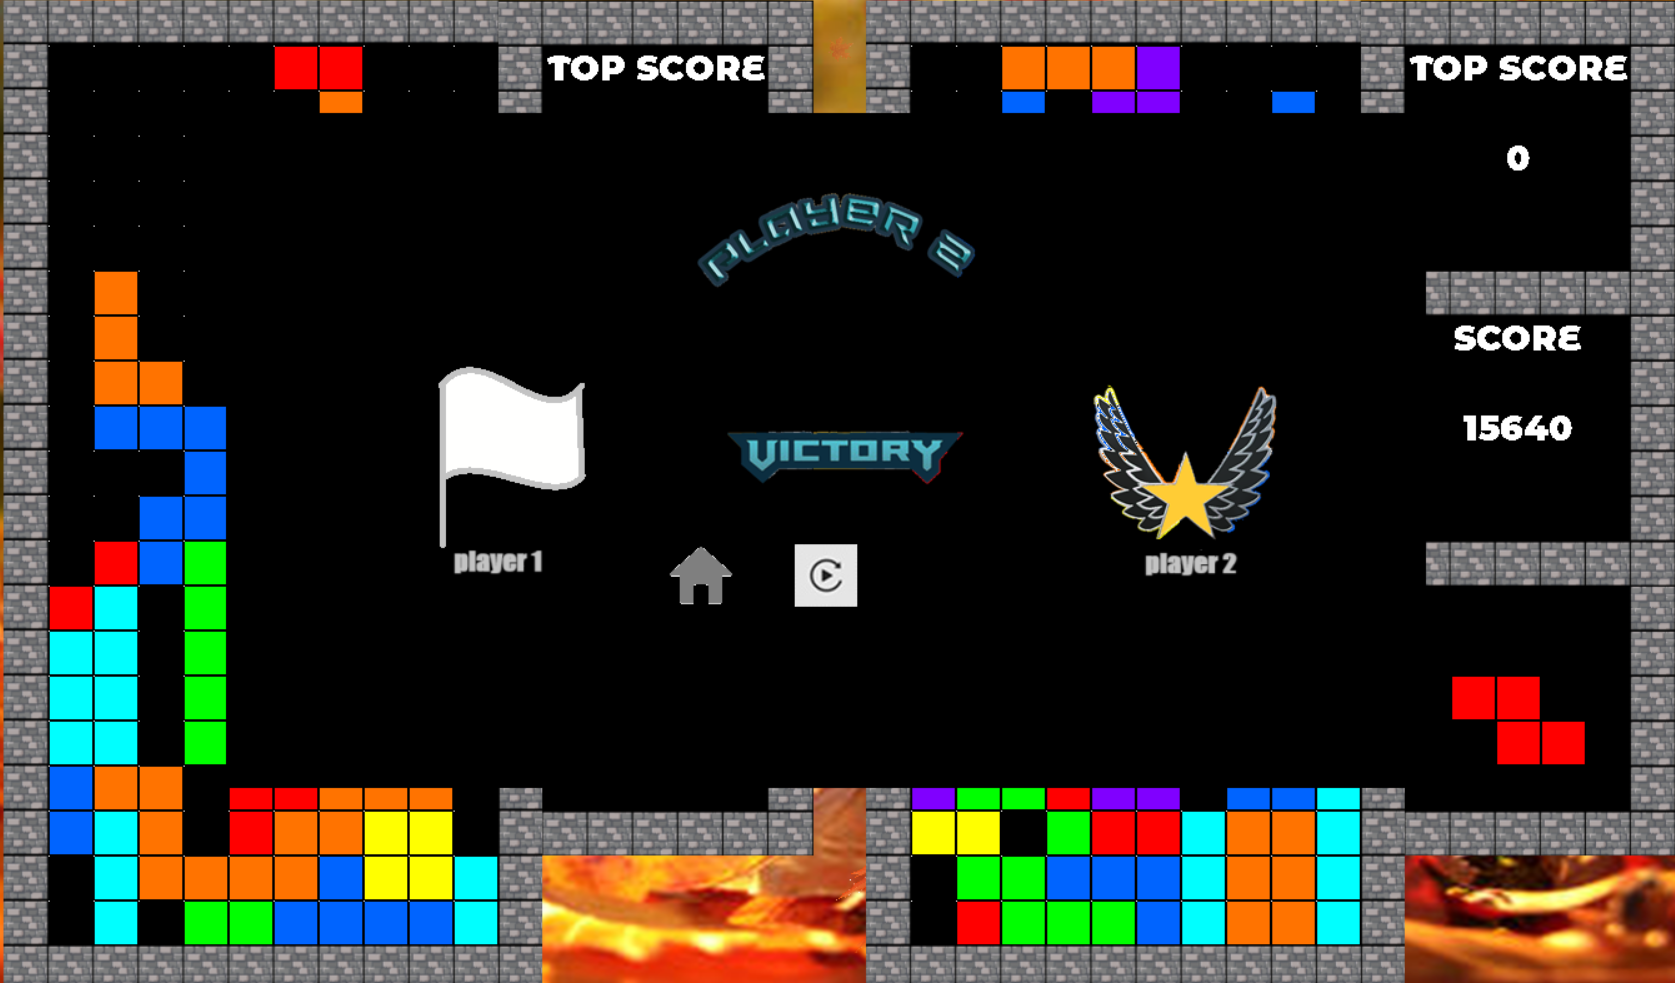 TOP SCORE
TOP SCORE
0
PLAYER 2
SCORE
15640
VICTORY
player 1
player 2